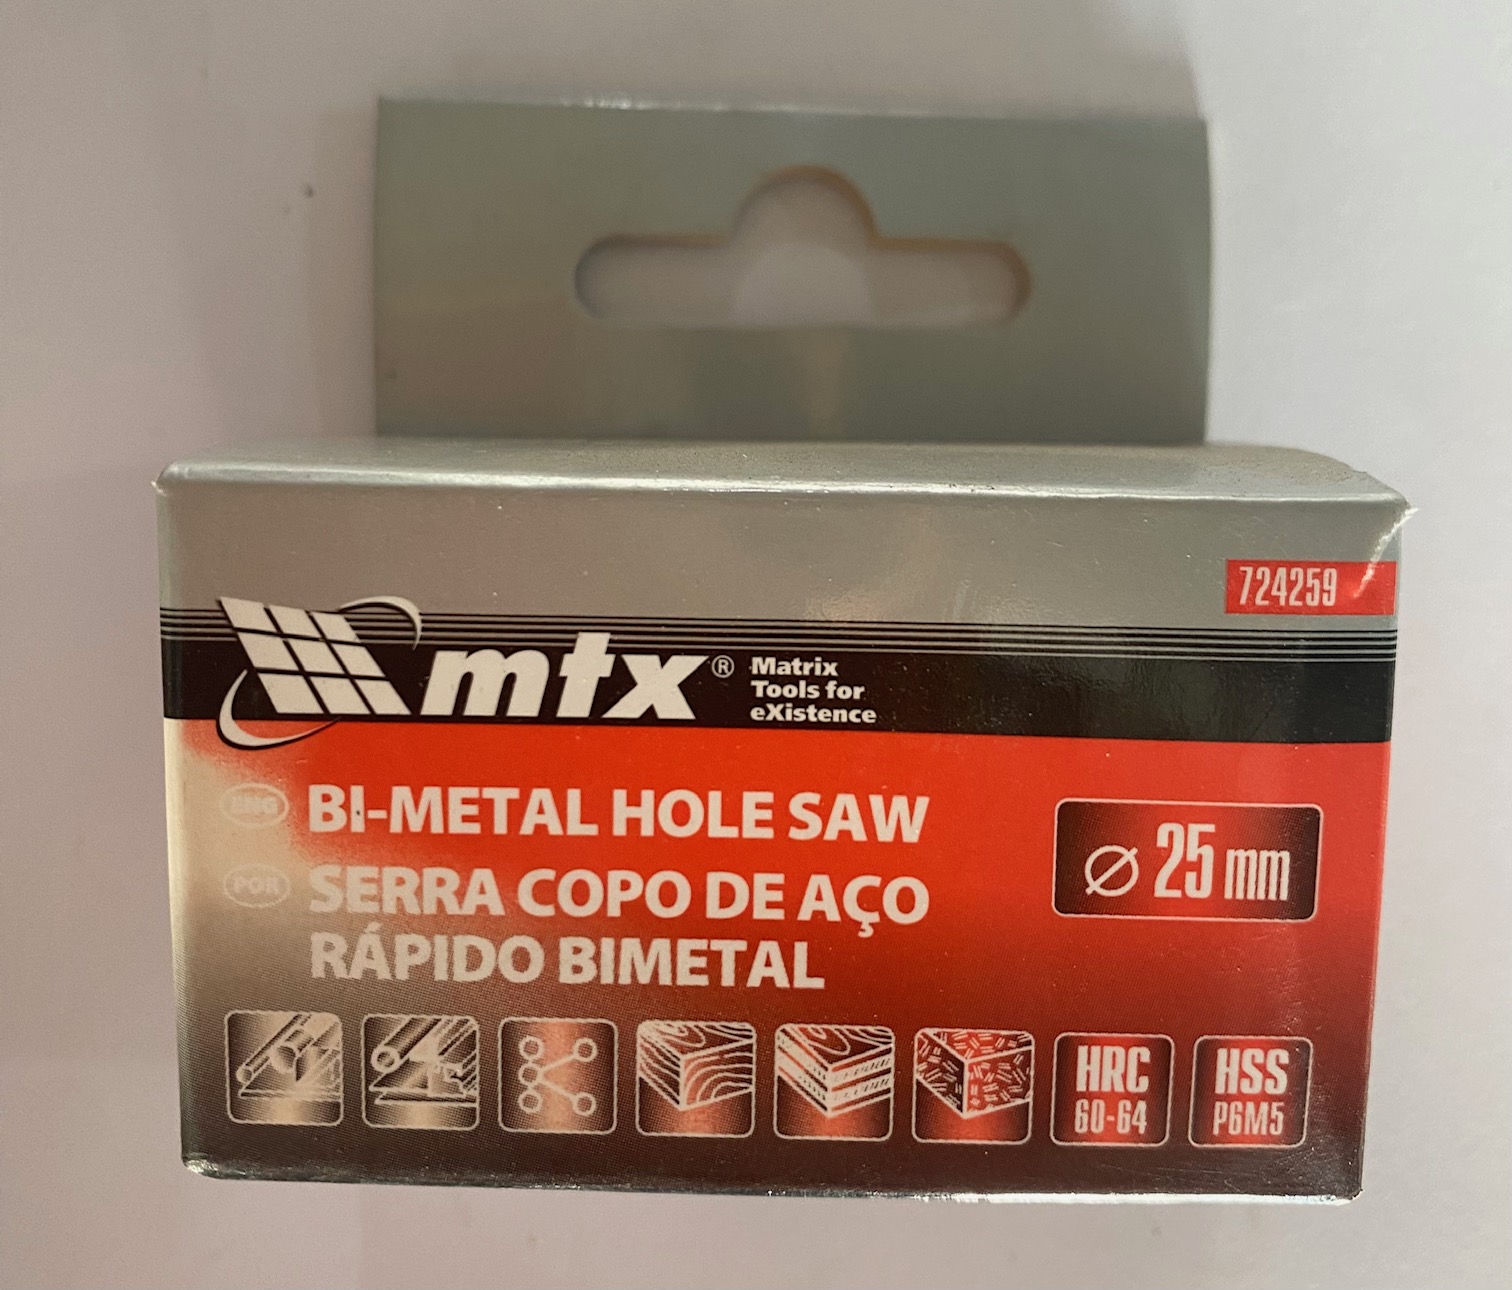 724259
mtx®
Matrix
Tools for
eXistence
ENG BI-METAL HOLE SAW
POR SERRA COPO DE AÇO
RÁPIDO BIMETAL
Ø 25 mm
HRC
60-64
HSS
P6M5